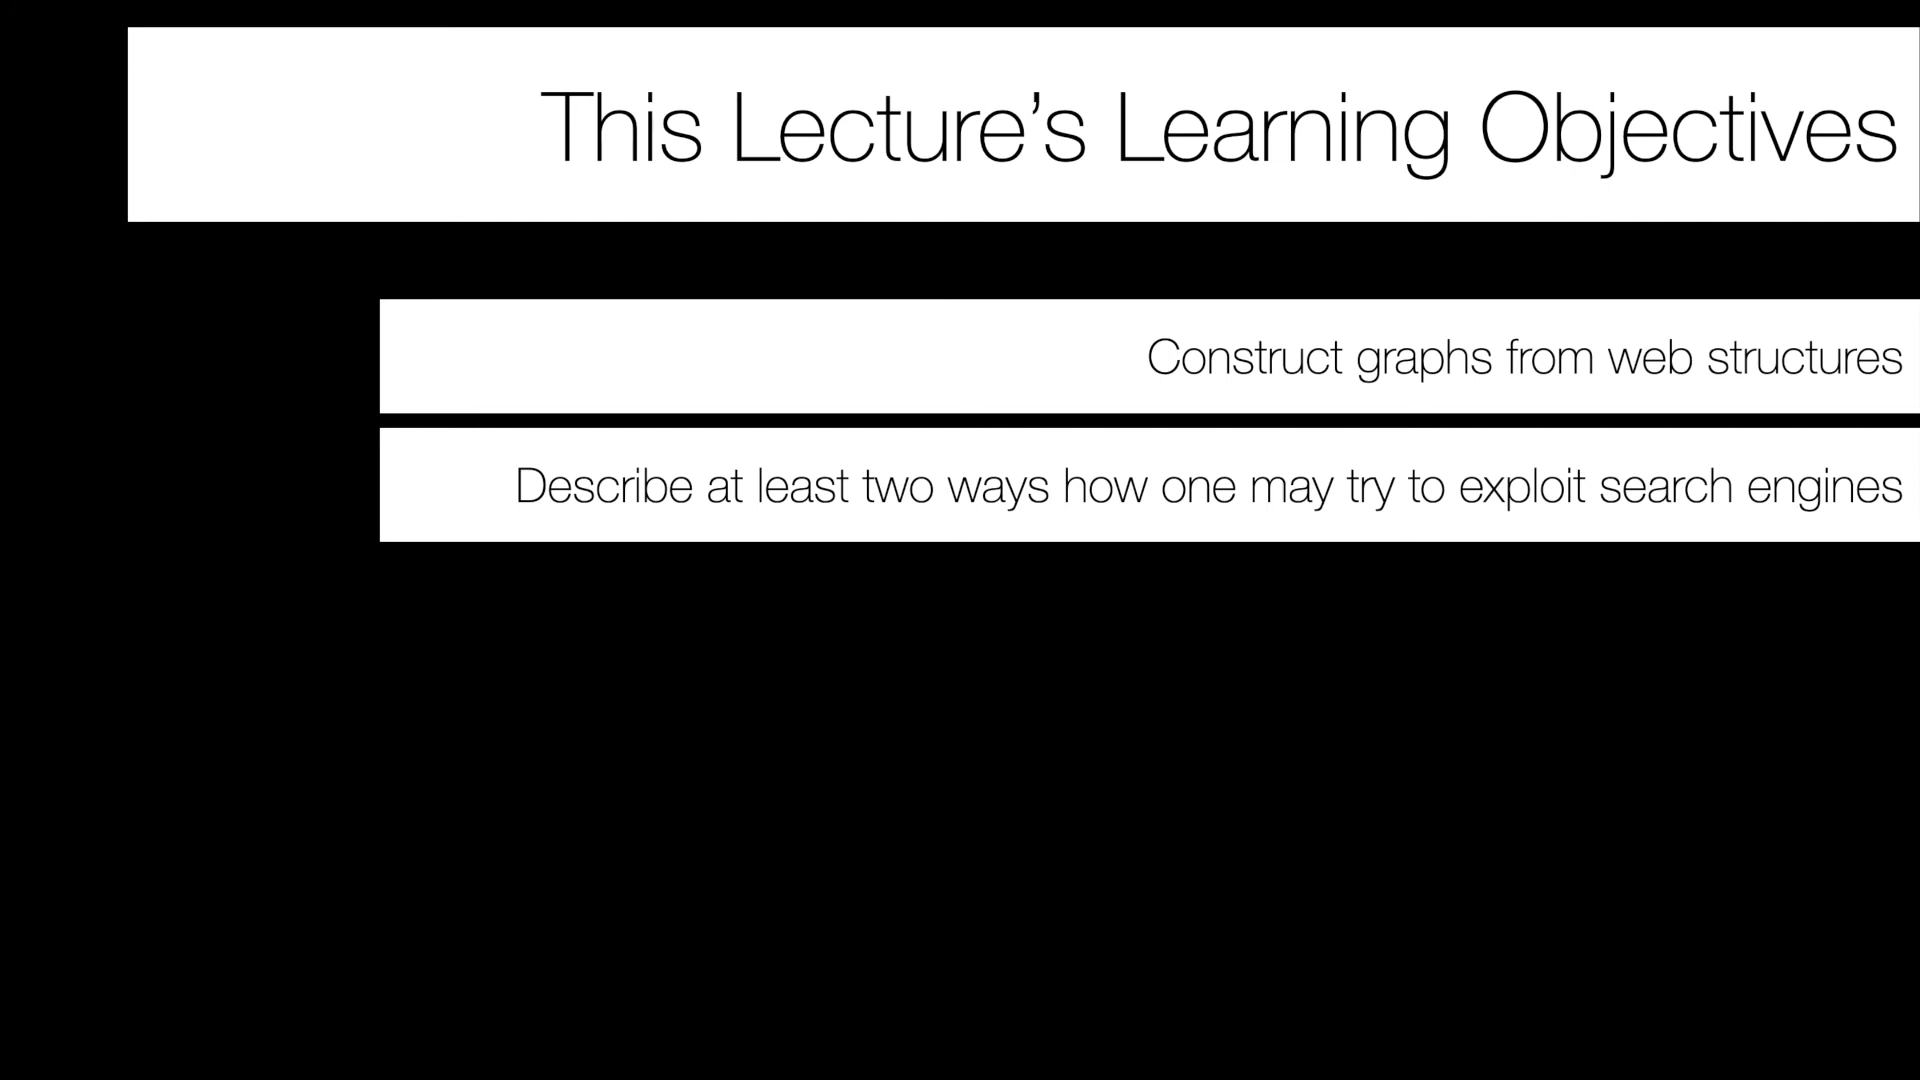 This Lecture’s Learning Objectives
Construct graphs from web structures
Describe at least two ways how one may try to exploit search engines